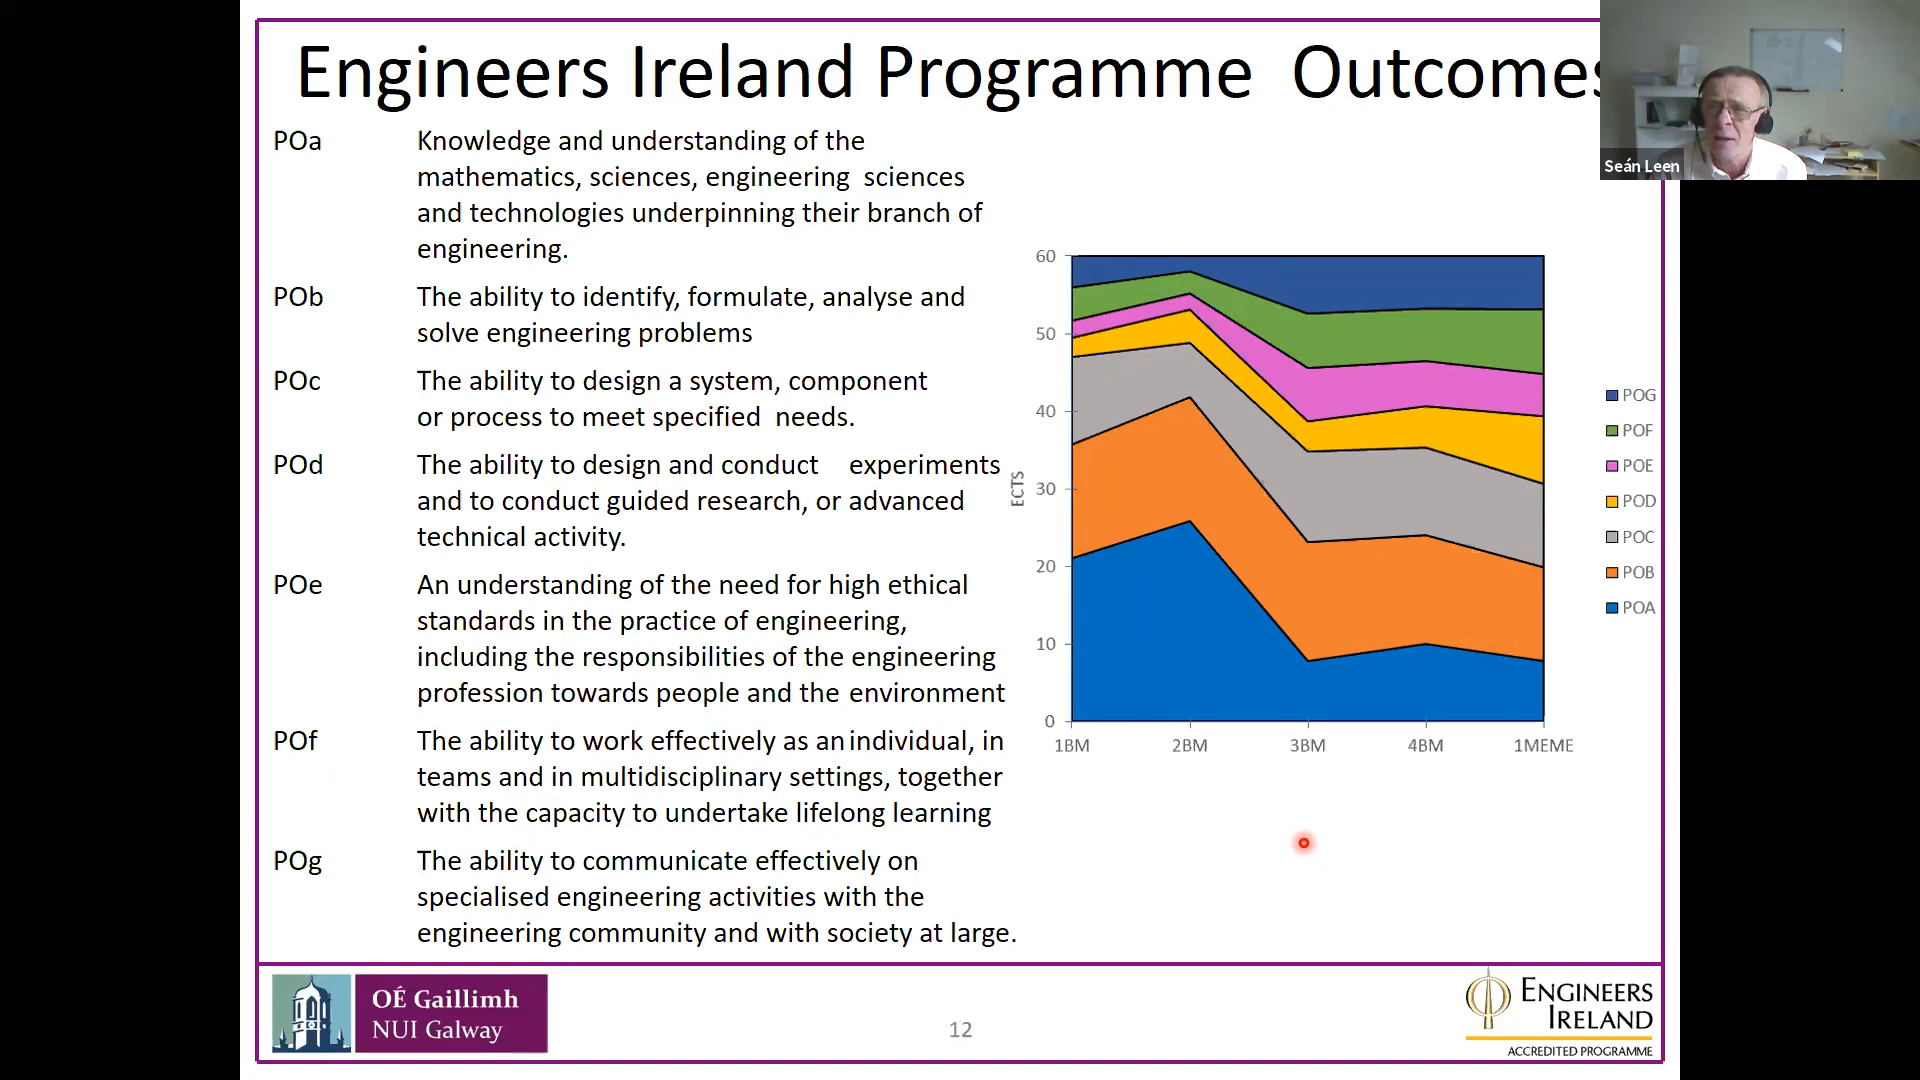 Engineers Ireland Programme Outcomes
Seán Leen
POa
Knowledge and understanding of the
mathematics, sciences, engineering sciences
and technologies underpinning their branch of
engineering.
POb
The ability to identify, formulate, analyse and
solve engineering problems
POc
The ability to design a system, component
or process to meet specified needs.
POd
The ability to design and conduct experiments
and to conduct guided research, or advanced
technical activity.
POe
An understanding of the need for high ethical
standards in the practice of engineering,
including the responsibilities of the engineering
profession towards people and the environment
POf
The ability to work effectively as an individual, in
teams and in multidisciplinary settings, together
with the capacity to undertake lifelong learning
POg
The ability to communicate effectively on
specialised engineering activities with the
engineering community and with society at large.
60
50
40
30
20
10
0
ECTS
1BM 2BM 3BM 4BM 1MEME
POG
POF
POE
POD
POC
POB
POA
OÉ Gaillimh
NUI Galway
12
ENGINEERS
IRELAND
ACCREDITED PROGRAMME